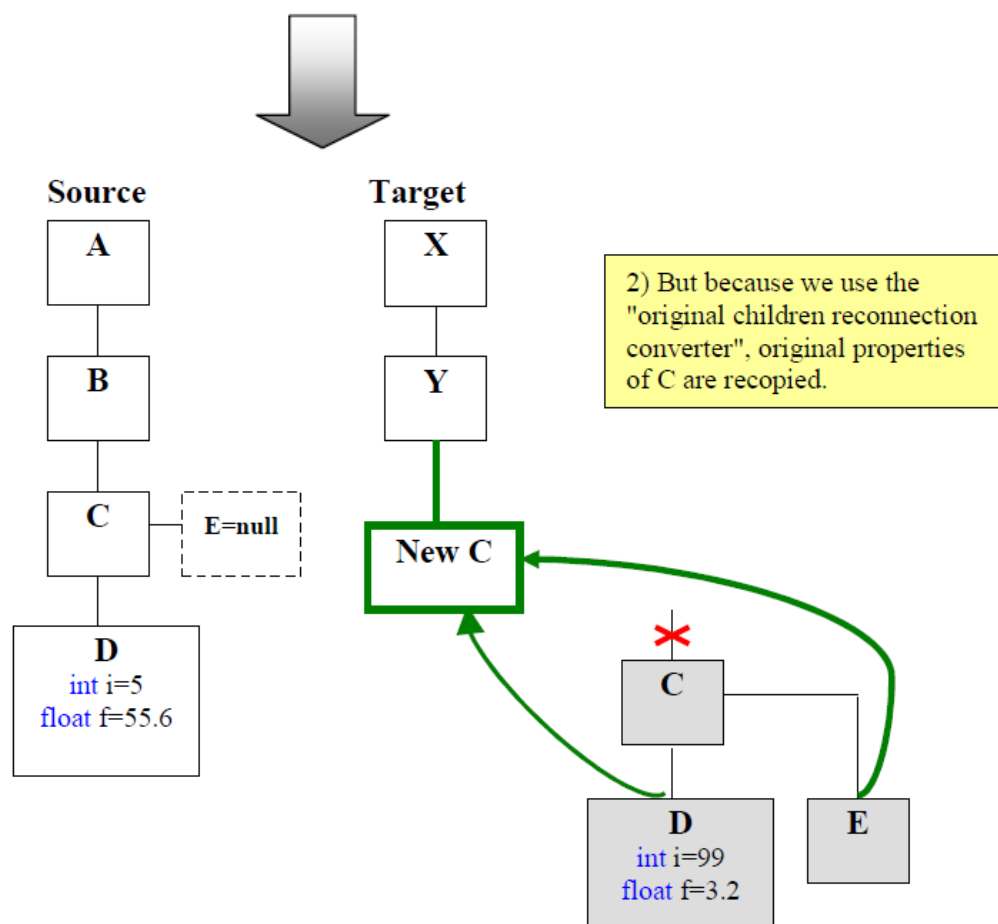 Source
Target
A
X
2) But because we use the
"original children reconnection
converter", original properties
of C are recopied.
B
Y
C
E=null
New C
D
int i=5
float f=55.6
C
D
int i=99
float f=3.2
E